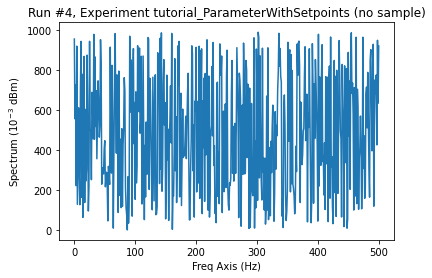 Run #4, Experiment tutorial_ParameterWithSetpoints (no sample)
1000
800
600
400
200
0
Spectrum (10⁻³ dBm)
0 100 200 300 400 500
Freq Axis (Hz)